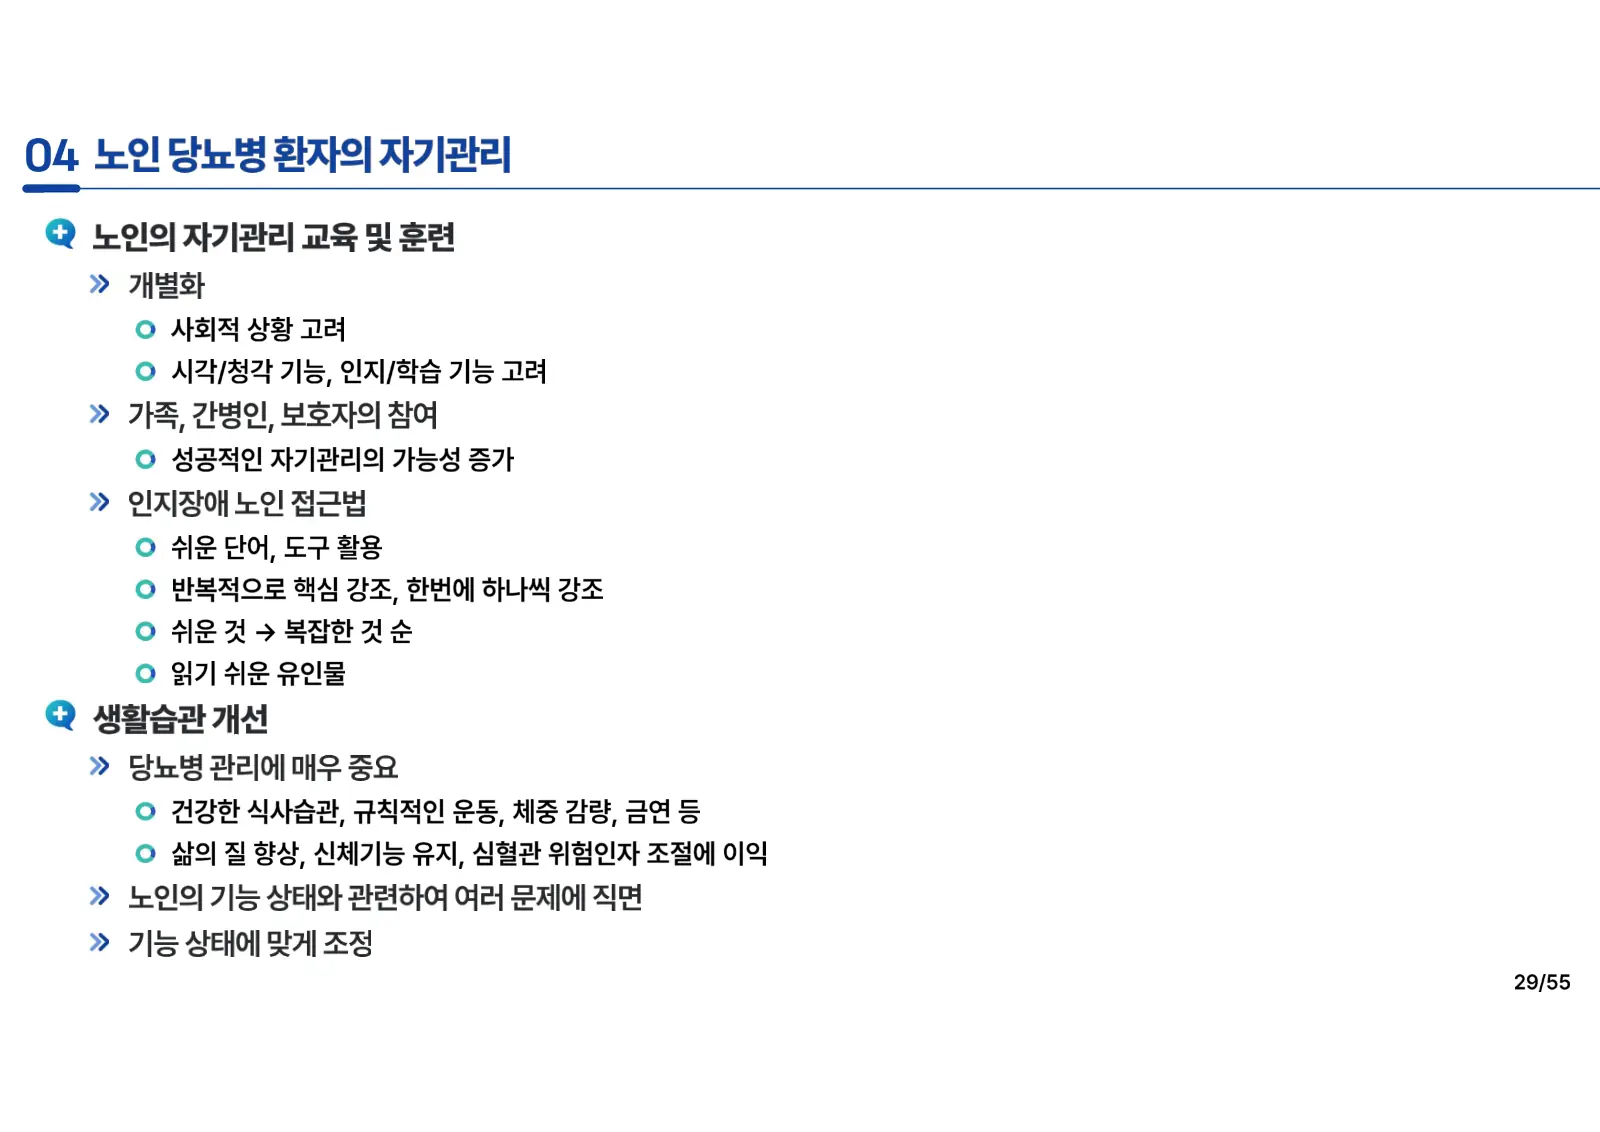 04 노인 당뇨병 환자의 자기관리
노인의 자기관리 교육 및 훈련
개별화
사회적 상황 고려
시각/청각 기능, 인지/학습 기능 고려
가족, 간병인, 보호자의 참여
성공적인 자기관리의 가능성 증가
인지장애 노인 접근법
쉬운 단어, 도구 활용
반복적으로 핵심 강조, 한번에 하나씩 강조
쉬운 것 → 복잡한 것 순
읽기 쉬운 유인물
생활습관 개선
당뇨병 관리에 매우 중요
건강한 식사습관, 규칙적인 운동, 체중 감량, 금연 등
삶의 질 향상, 신체기능 유지, 심혈관 위험인자 조절에 이익
노인의 기능 상태와 관련하여 여러 문제에 직면
기능 상태에 맞게 조정
29/55